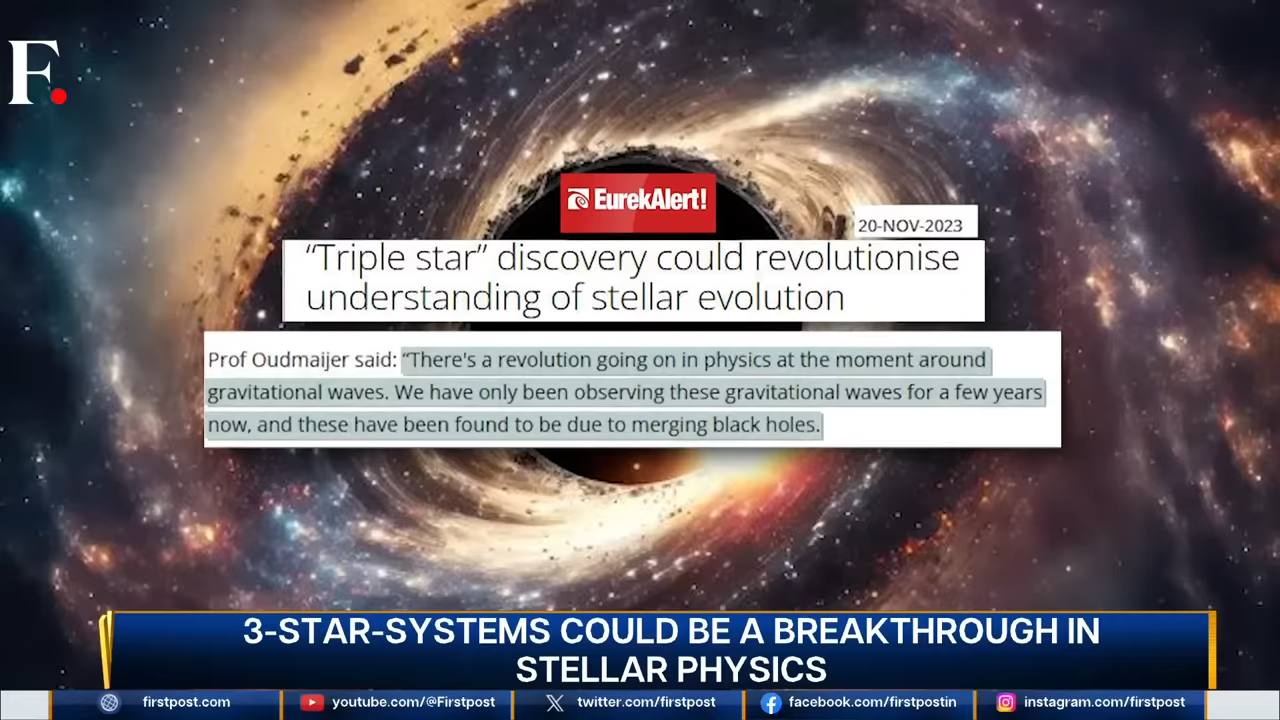 F.
EurekAlert!
20-NOV-2023
“Triple star” discovery could revolutionise
understanding of stellar evolution
Prof Oudmaijer said: “There's a revolution going on in physics at the moment around
gravitational waves. We have only been observing these gravitational waves for a few years
now, and these have been found to be due to merging black holes.
3-STAR-SYSTEMS COULD BE A BREAKTHROUGH IN
STELLAR PHYSICS
firstpost.com
youtube.com/@Firstpost
twitter.com/firstpost
facebook.com/firstpostin
instagram.com/firstpost